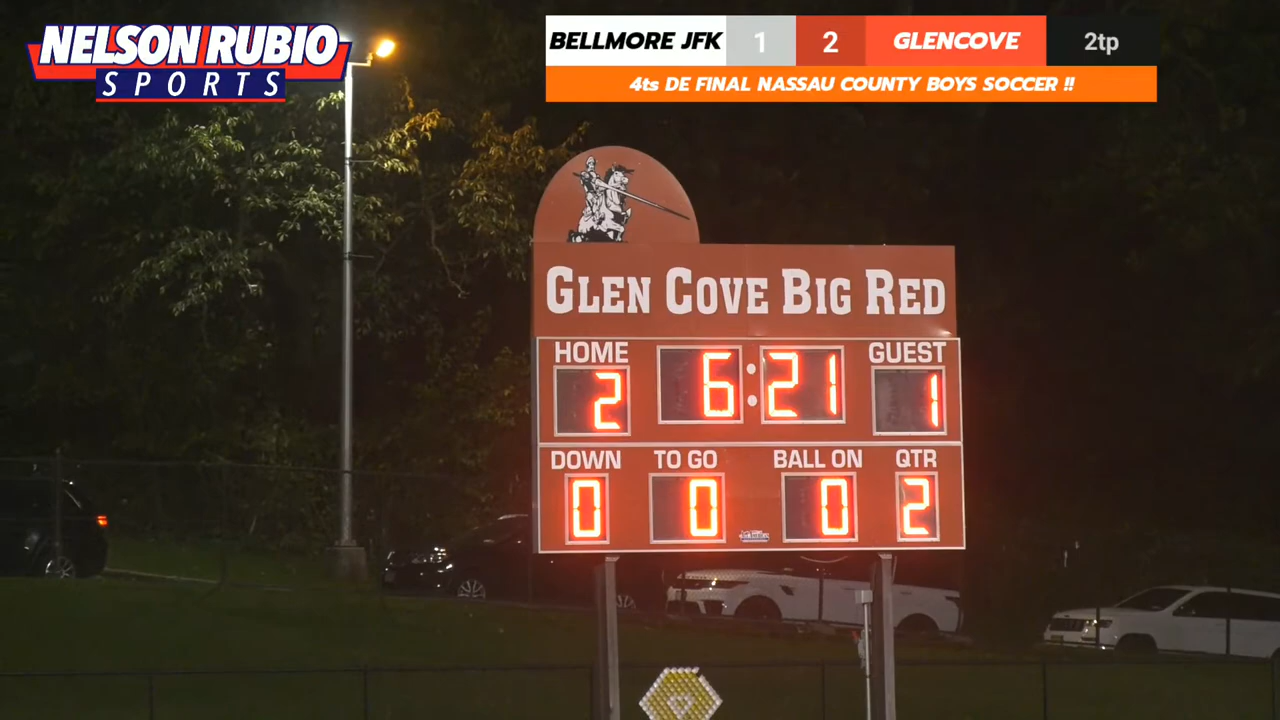 NELSON RUBIO
SPORTS
BELLMORE JFK 1 2 GLENCOVE 2tp
4ts DE FINAL NASSAU COUNTY BOYS SOCCER !!
GLEN COVE BIG RED
HOME GUEST
2 6:21 1
DOWN TO GO BALL ON QTR
0 0 0 2